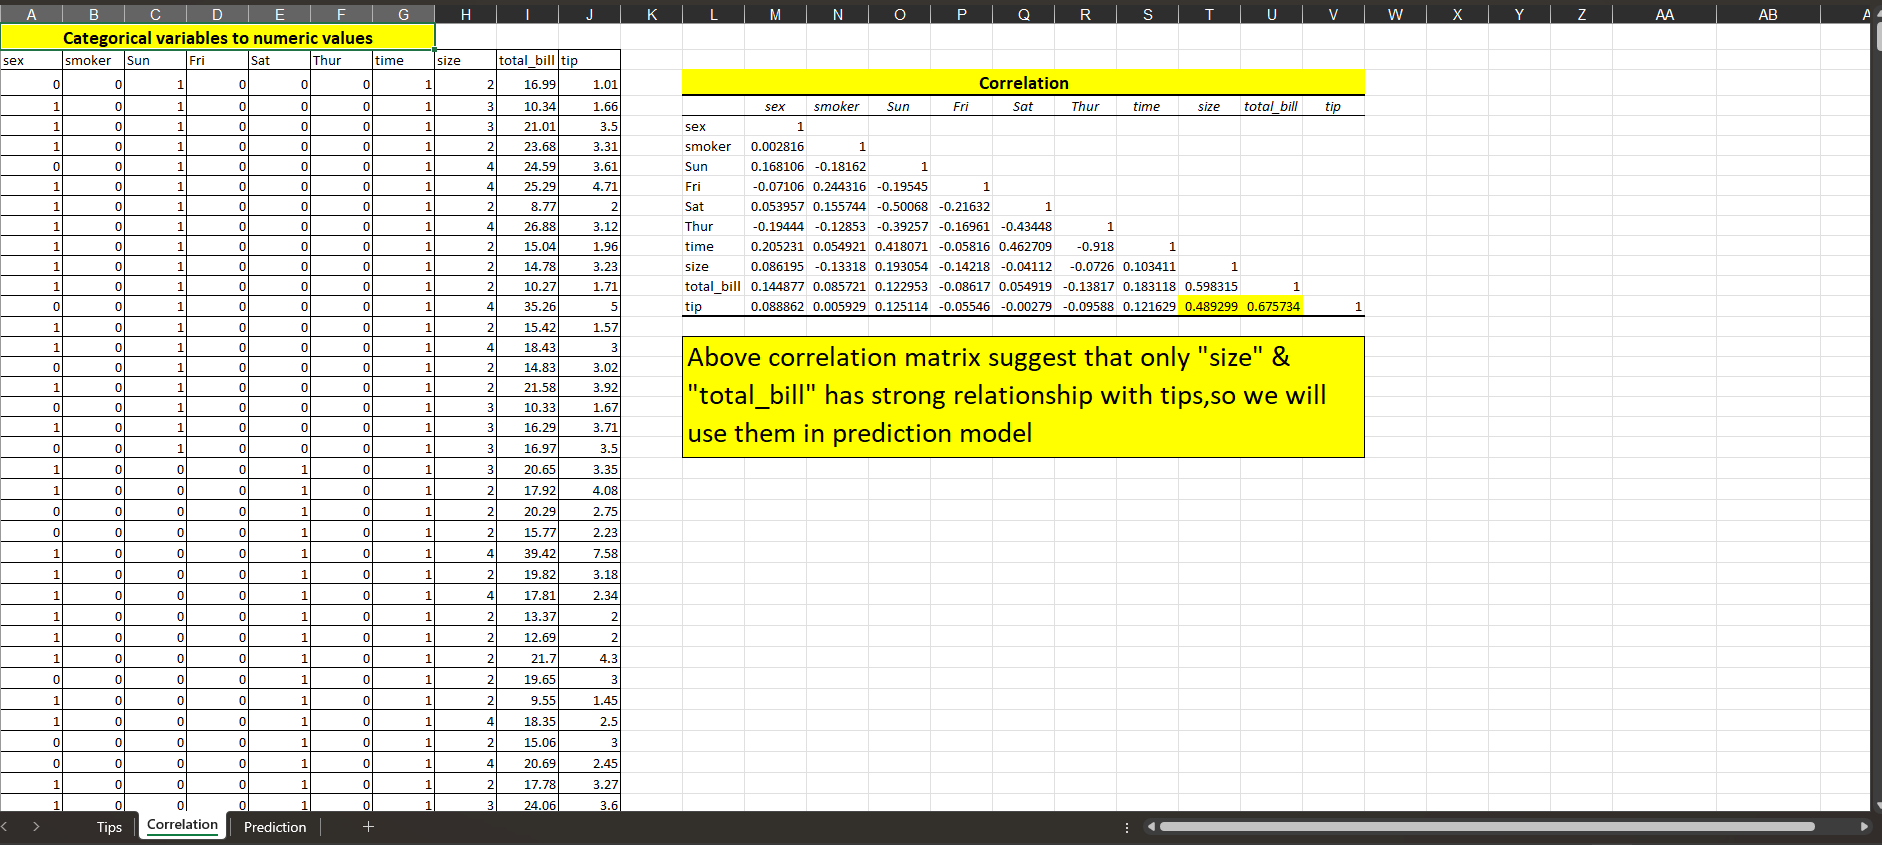 A B C D E F G H I J K L M N O P Q R S T U V W X Y Z AA AB A
Categorical variables to numeric values
sex smoker Sun Fri Sat Thur time size total_bill tip
0 0 1 0 0 0 1 2 16.99 1.01
1 0 1 0 0 0 1 3 10.34 1.66
1 0 1 0 0 0 1 3 21.01 3.5
1 0 1 0 0 0 1 2 23.68 3.31
0 0 1 0 0 0 1 4 24.59 3.61
1 0 1 0 0 0 1 4 25.29 4.71
1 0 1 0 0 0 1 2 8.77 2
1 0 1 0 0 0 1 4 26.88 3.12
1 0 1 0 0 0 1 2 15.04 1.96
1 0 1 0 0 0 1 2 14.78 3.23
1 0 1 0 0 0 1 2 10.27 1.71
0 0 1 0 0 0 1 4 35.26 5
1 0 1 0 0 0 1 2 15.42 1.57
1 0 1 0 0 0 1 4 18.43 3
0 0 1 0 0 0 1 2 14.83 3.02
1 0 1 0 0 0 1 2 21.58 3.92
0 0 1 0 0 0 1 3 10.33 1.67
1 0 1 0 0 0 1 3 16.29 3.71
0 0 1 0 0 0 1 3 16.97 3.5
1 0 0 0 1 0 1 3 20.65 3.35
1 0 0 0 1 0 1 2 17.92 4.08
0 0 0 0 1 0 1 2 20.29 2.75
0 0 0 0 1 0 1 2 15.77 2.23
1 0 0 0 1 0 1 4 39.42 7.58
1 0 0 0 1 0 1 2 19.82 3.18
1 0 0 0 1 0 1 4 17.81 2.34
1 0 0 0 1 0 1 2 13.37 2
1 0 0 0 1 0 1 2 12.69 2
1 0 0 0 1 0 1 2 21.7 4.3
0 0 0 0 1 0 1 2 19.65 3
1 0 0 0 1 0 1 2 9.55 1.45
1 0 0 0 1 0 1 4 18.35 2.5
0 0 0 0 1 0 1 2 15.06 3
0 0 0 0 1 0 1 4 20.69 2.45
1 0 0 0 1 0 1 2 17.78 3.27
1 0 0 0 1 0 1 3 24.06 3.6
Correlation
sex smoker Sun Fri Sat Thur time size total_bill tip
sex 1
smoker 0.002816 1
Sun 0.168106 -0.18162 1
Fri -0.07106 0.244316 -0.19545 1
Sat 0.053957 0.155744 -0.50068 -0.21632 1
Thur -0.19444 -0.12853 -0.39257 -0.16961 -0.43448 1
time 0.205231 0.054921 0.418071 -0.05816 0.462709 -0.918 1
size 0.086195 -0.13318 0.193054 -0.14218 -0.04112 -0.0726 0.103411 1
total_bill 0.144877 0.085721 0.122953 -0.08617 0.054919 -0.13817 0.183118 0.598315 1
tip 0.088862 0.005929 0.125114 -0.05546 -0.00279 -0.09588 0.121629 0.489299 0.675734 1
Above correlation matrix suggest that only "size" &
"total_bill" has strong relationship with tips,so we will
use them in prediction model
Tips Correlation Prediction